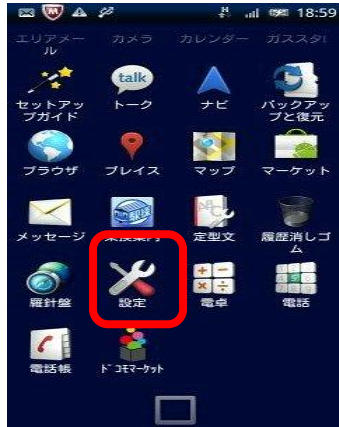 18:59
エリアメー カメラ カレンダー ガススタ
ル
talk
セットアッ トーク ナビ バックアッ
プガイド プと復元
ブラウザ プレイス マップ マーケット
メッセージ 乗換案内 定型文 履歴消しゴ
ム
羅針盤 設定 電卓 電話
電話帳 ドコモマーケット